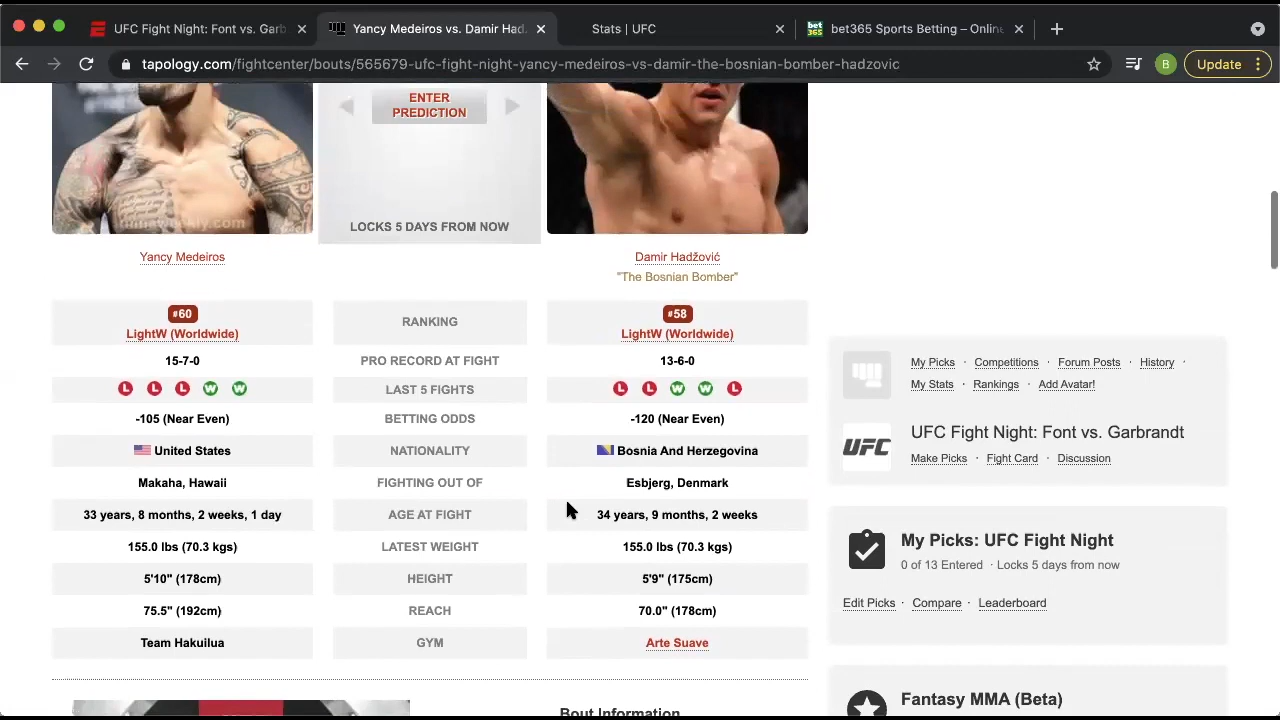 UFC Fight Night: Font vs. Garb
Yancy Medeiros vs. Damir Had
Stats | UFC
bet365 Sports Betting – Online
tapology.com/fightcenter/bouts/565679-ufc-fight-night-yancy-medeiros-vs-damir-the-bosnian-bomber-hadzovic
B
Update
ENTER
PREDICTION
LOCKS 5 DAYS FROM NOW
Yancy Medeiros
Damir Hadžović
"The Bosnian Bomber"
#60
LightW (Worldwide)
RANKING
#58
LightW (Worldwide)
15-7-0
PRO RECORD AT FIGHT
13-6-0
L L L W W
LAST 5 FIGHTS
L L W W L
-105 (Near Even)
BETTING ODDS
-120 (Near Even)
United States
NATIONALITY
Bosnia And Herzegovina
Makaha, Hawaii
FIGHTING OUT OF
Esbjerg, Denmark
33 years, 8 months, 2 weeks, 1 day
AGE AT FIGHT
34 years, 9 months, 2 weeks
155.0 lbs (70.3 kgs)
LATEST WEIGHT
155.0 lbs (70.3 kgs)
5'10" (178cm)
HEIGHT
5'9" (175cm)
75.5" (192cm)
REACH
70.0" (178cm)
Team Hakuilua
GYM
Arte Suave
Bout Information
My Picks · Competitions · Forum Posts · History ·
My Stats · Rankings · Add Avatar!
UFC
UFC Fight Night: Font vs. Garbrandt
Make Picks · Fight Card · Discussion
My Picks: UFC Fight Night
0 of 13 Entered · Locks 5 days from now
Edit Picks · Compare · Leaderboard
Fantasy MMA (Beta)